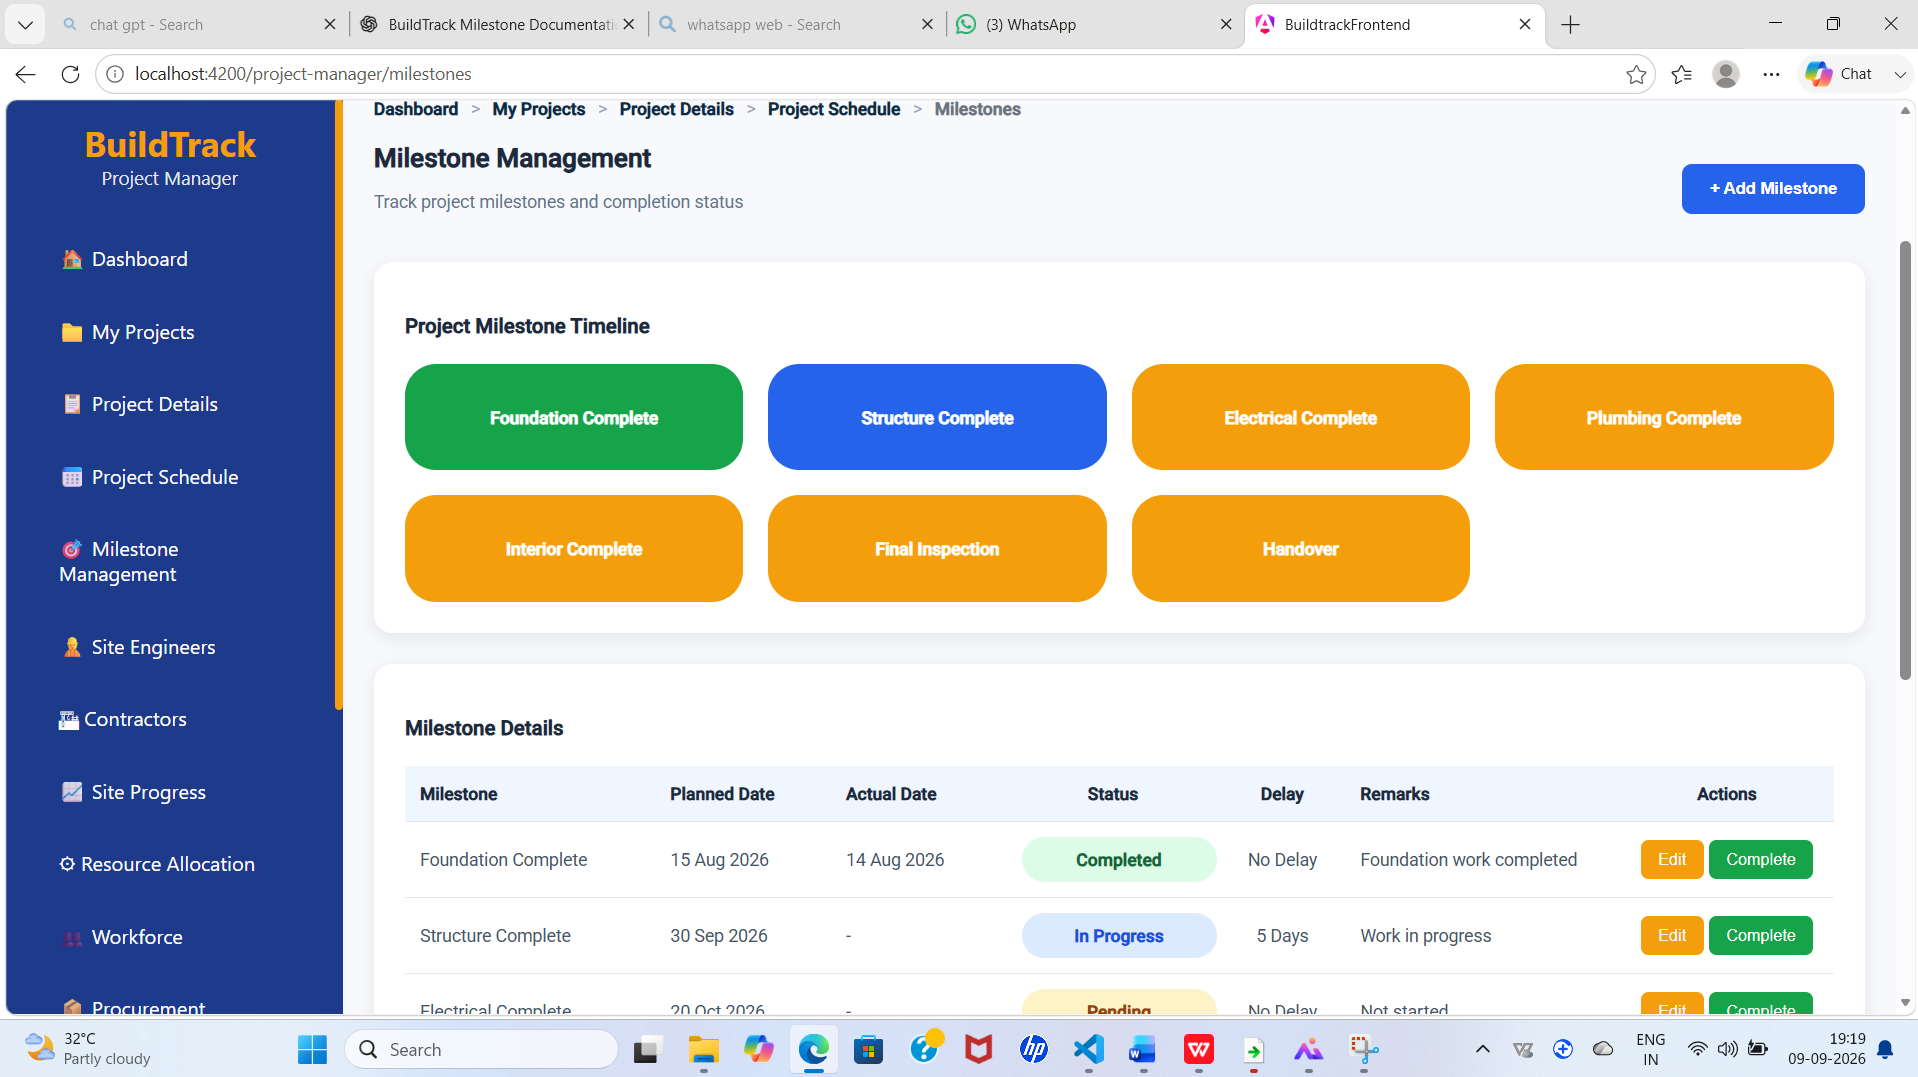 chat gpt - Search
BuildTrack Milestone Documentati
whatsapp web - Search
(3) WhatsApp
BuildtrackFrontend
localhost:4200/project-manager/milestones
Chat
BuildTrack
Project Manager
Dashboard
My Projects
Project Details
Project Schedule
Milestone
Management
Site Engineers
Contractors
Site Progress
Resource Allocation
Workforce
Procurement
Dashboard > My Projects > Project Details > Project Schedule > Milestones
Milestone Management
Track project milestones and completion status
+ Add Milestone
Project Milestone Timeline
Foundation Complete
Structure Complete
Electrical Complete
Plumbing Complete
Interior Complete
Final Inspection
Handover
Milestone Details
Milestone Planned Date Actual Date Status Delay Remarks Actions
Foundation Complete 15 Aug 2026 14 Aug 2026 Completed No Delay Foundation work completed Edit Complete
Structure Complete 30 Sep 2026 - In Progress 5 Days Work in progress Edit Complete
Electrical Complete 20 Oct 2026 - Pending No Delay Not started Edit Complete
32°C
Partly cloudy
Search
ENG
IN
19:19
09-09-2026